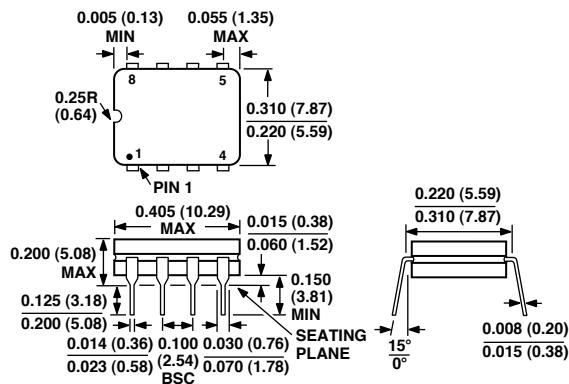 0.005 (0.13)
MIN
0.055 (1.35)
MAX
8
5
0.25R
(0.64)
0.310 (7.87)
0.220 (5.59)
1
4
PIN 1
0.405 (10.29)
MAX
0.015 (0.38)
0.060 (1.52)
0.200 (5.08)
MAX
0.150
(3.81)
MIN
0.125 (3.18)
0.200 (5.08)
SEATING
PLANE
0.014 (0.36)
0.023 (0.58)
0.100
(2.54)
BSC
0.030 (0.76)
0.070 (1.78)
0.220 (5.59)
0.310 (7.87)
15°
0°
0.008 (0.20)
0.015 (0.38)